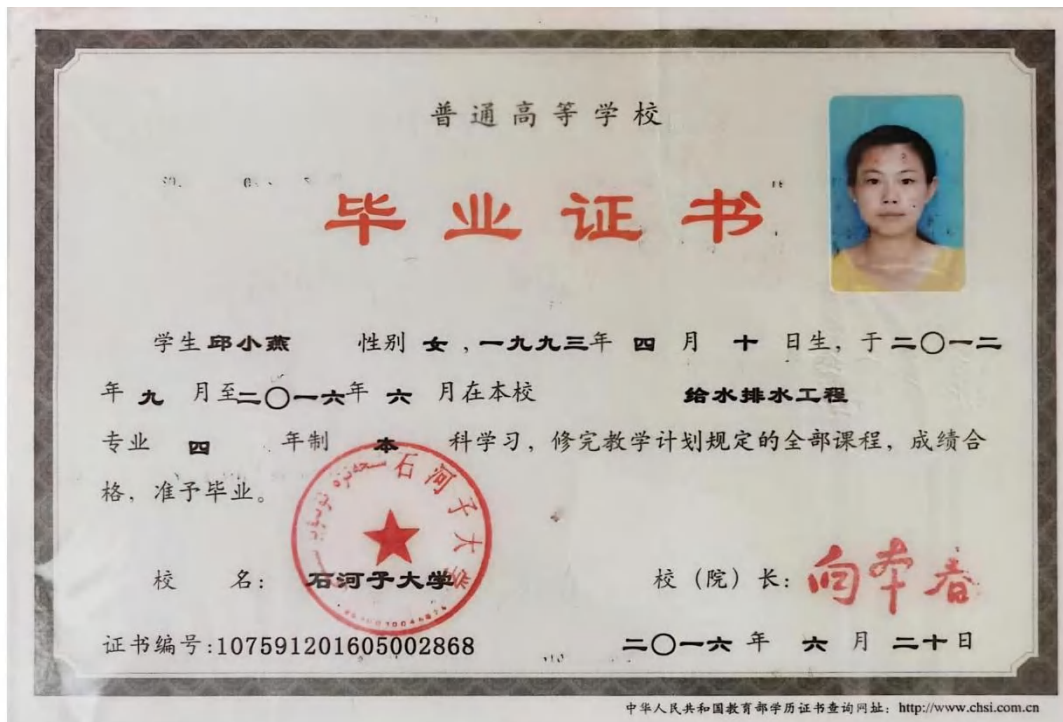 普通高等学校
毕业证书
学生 邱小燕 性别 女 ，一九九三年 四 月 十 日生，于 二〇一二
年 九 月至二〇一六年 六 月在本校 给水排水工程
专业 四 年制 本 科学习，修完教学计划规定的全部课程，成绩合
格，准予毕业。
石河子大学
校 名： 石河子大学 校（院）长：向本春
证书编号:107591201605002868 二〇一六 年 六 月 二十日
中华人民共和国教育部学历证书查询网址：http://www.chsi.com.cn